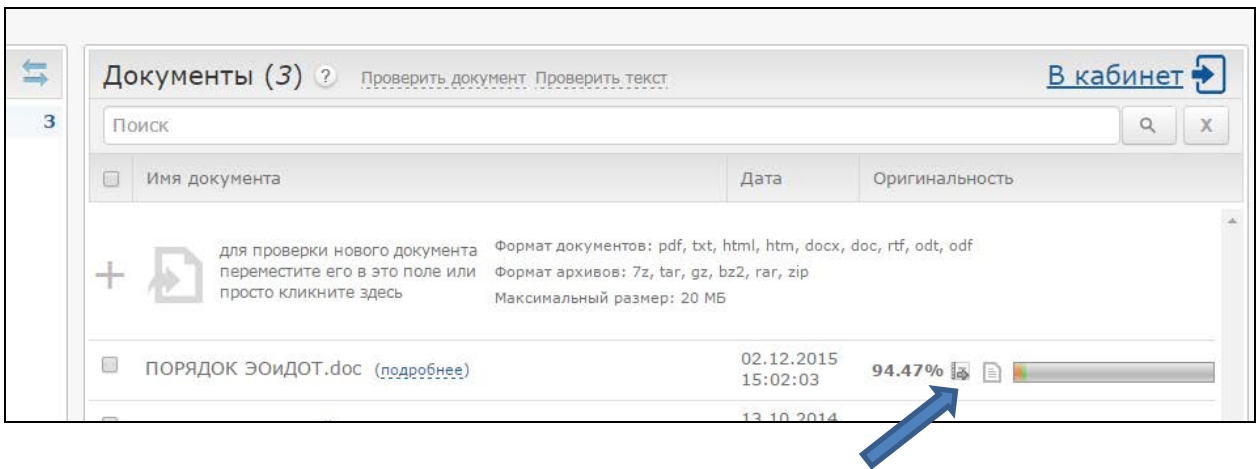 Документы (3) ? Проверить документ Проверить текст В кабинет
3
Поиск X
Имя документа Дата Оригинальность
для проверки нового документа
переместите его в это поле или
просто кликните здесь
Формат документов: pdf, txt, html, htm, docx, doc, rtf, odt, odf
Формат архивов: 7z, tar, gz, bz2, rar, zip
Максимальный размер: 20 МБ
ПОРЯДОК ЭОиДОТ.doc (подробнее) 02.12.2015
15:02:03 94.47%
13.10.2014